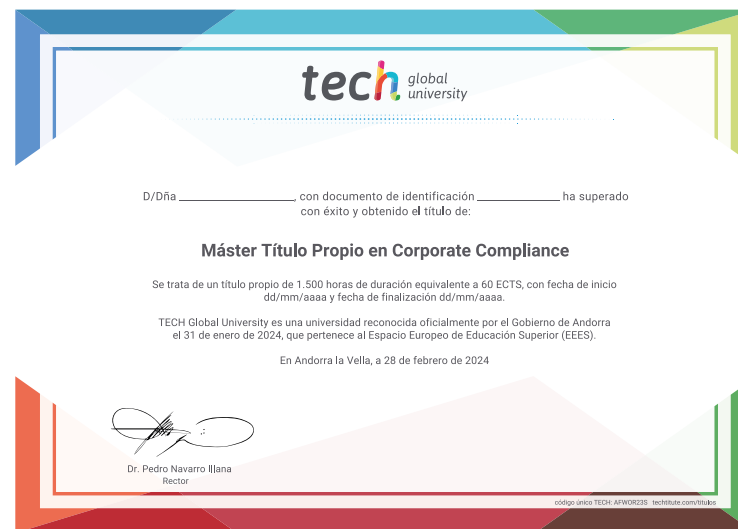 tech global university
D/Dña ____________, con documento de identificación ____________ ha superado
con éxito y obtenido el título de:
Máster Título Propio en Corporate Compliance
Se trata de un título propio de 1.500 horas de duración equivalente a 60 ECTS, con fecha de inicio
dd/mm/aaaa y fecha de finalización dd/mm/aaaa.
TECH Global University es una universidad reconocida oficialmente por el Gobierno de Andorra
el 31 de enero de 2024, que pertenece al Espacio Europeo de Educación Superior (EEES).
En Andorra la Vella, a 28 de febrero de 2024
Dr. Pedro Navarro Illana
Rector
código único TECH: AFWOR23S techtitute.com/titulos